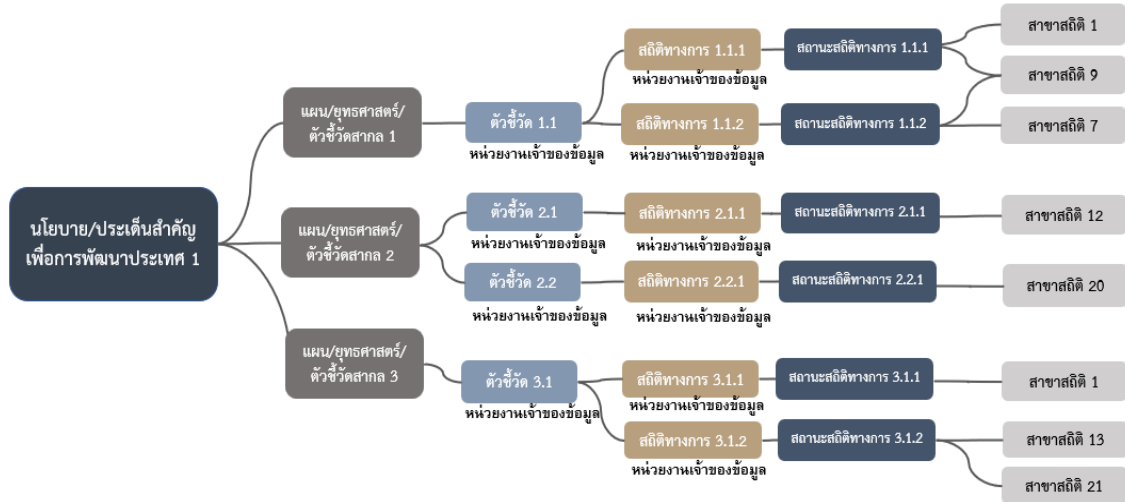 นโยบาย/ประเด็นสำคัญ
เพื่อการพัฒนาประเทศ 1
แผน/ยุทธศาสตร์/
ตัวชี้วัดสากล 1
ตัวชี้วัด 1.1
หน่วยงานเจ้าของข้อมูล
สถิติทางการ 1.1.1
หน่วยงานเจ้าของข้อมูล
สถานะสถิติทางการ 1.1.1
สาขาสถิติ 1
สาขาสถิติ 9
สถิติทางการ 1.1.2
หน่วยงานเจ้าของข้อมูล
สถานะสถิติทางการ 1.1.2
สาขาสถิติ 7
แผน/ยุทธศาสตร์/
ตัวชี้วัดสากล 2
ตัวชี้วัด 2.1
หน่วยงานเจ้าของข้อมูล
สถิติทางการ 2.1.1
หน่วยงานเจ้าของข้อมูล
สถานะสถิติทางการ 2.1.1
สาขาสถิติ 12
ตัวชี้วัด 2.2
หน่วยงานเจ้าของข้อมูล
สถิติทางการ 2.2.1
หน่วยงานเจ้าของข้อมูล
สถานะสถิติทางการ 2.2.1
สาขาสถิติ 20
แผน/ยุทธศาสตร์/
ตัวชี้วัดสากล 3
ตัวชี้วัด 3.1
หน่วยงานเจ้าของข้อมูล
สถิติทางการ 3.1.1
หน่วยงานเจ้าของข้อมูล
สถานะสถิติทางการ 3.1.1
สาขาสถิติ 1
สถิติทางการ 3.1.2
หน่วยงานเจ้าของข้อมูล
สถานะสถิติทางการ 3.1.2
สาขาสถิติ 13
สาขาสถิติ 21